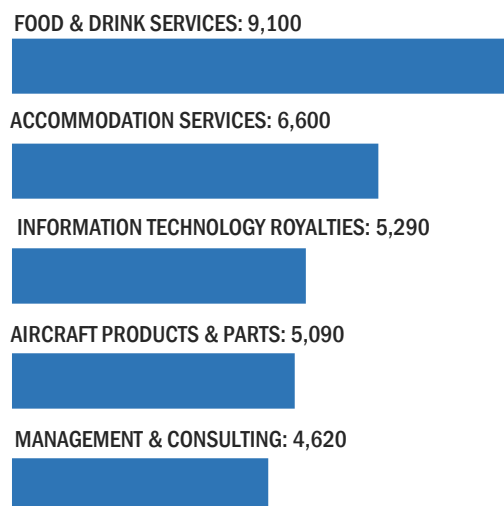 FOOD & DRINK SERVICES: 9,100
ACCOMMODATION SERVICES: 6,600
INFORMATION TECHNOLOGY ROYALTIES: 5,290
AIRCRAFT PRODUCTS & PARTS: 5,090
MANAGEMENT & CONSULTING: 4,620